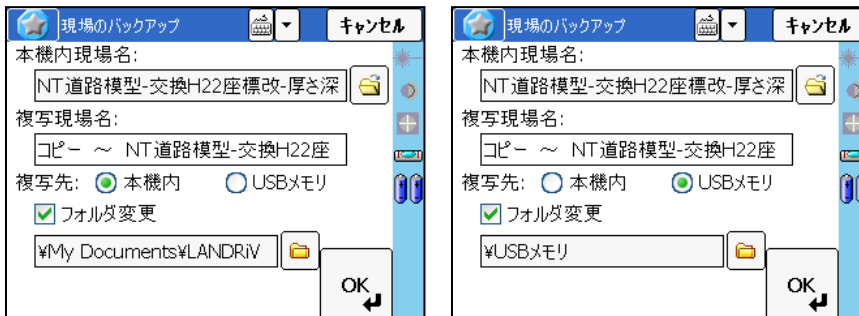 現場のバックアップ
キャンセル
本機内現場名:
NT道路模型-交換H22座標改-厚さ深
複写現場名:
コピー ～ NT道路模型-交換H22座
複写先: 本機内 USBメモリ
フォルダ変更
¥My Documents¥LANDRiV
OK
現場のバックアップ
キャンセル
本機内現場名:
NT道路模型-交換H22座標改-厚さ深
複写現場名:
コピー ～ NT道路模型-交換H22座
複写先: 本機内 USBメモリ
フォルダ変更
¥USBメモリ
OK